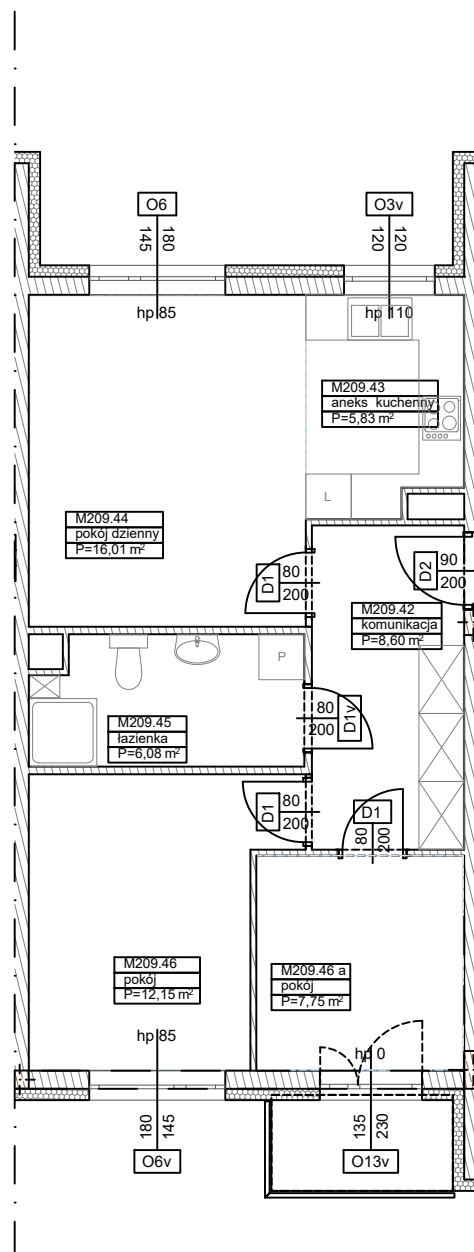 O6
145
180
hp 85
O3v
120
120
hp 110
M209.43
aneks kuchenny
P=5,83 m²
L
M209.44
pokój dzienny
P=16,01 m²
D1
80
200
D2
90
200
M209.42
komunikacja
P=8,60 m²
P
M209.45
łazienka
P=6,08 m²
80
200
D1v
D1
80
200
D1
80
200
M209.46
pokój
P=12,15 m²
M209.46 a
pokój
P=7,75 m²
hp 85
hp 0
180
145
O6v
135
230
O13v